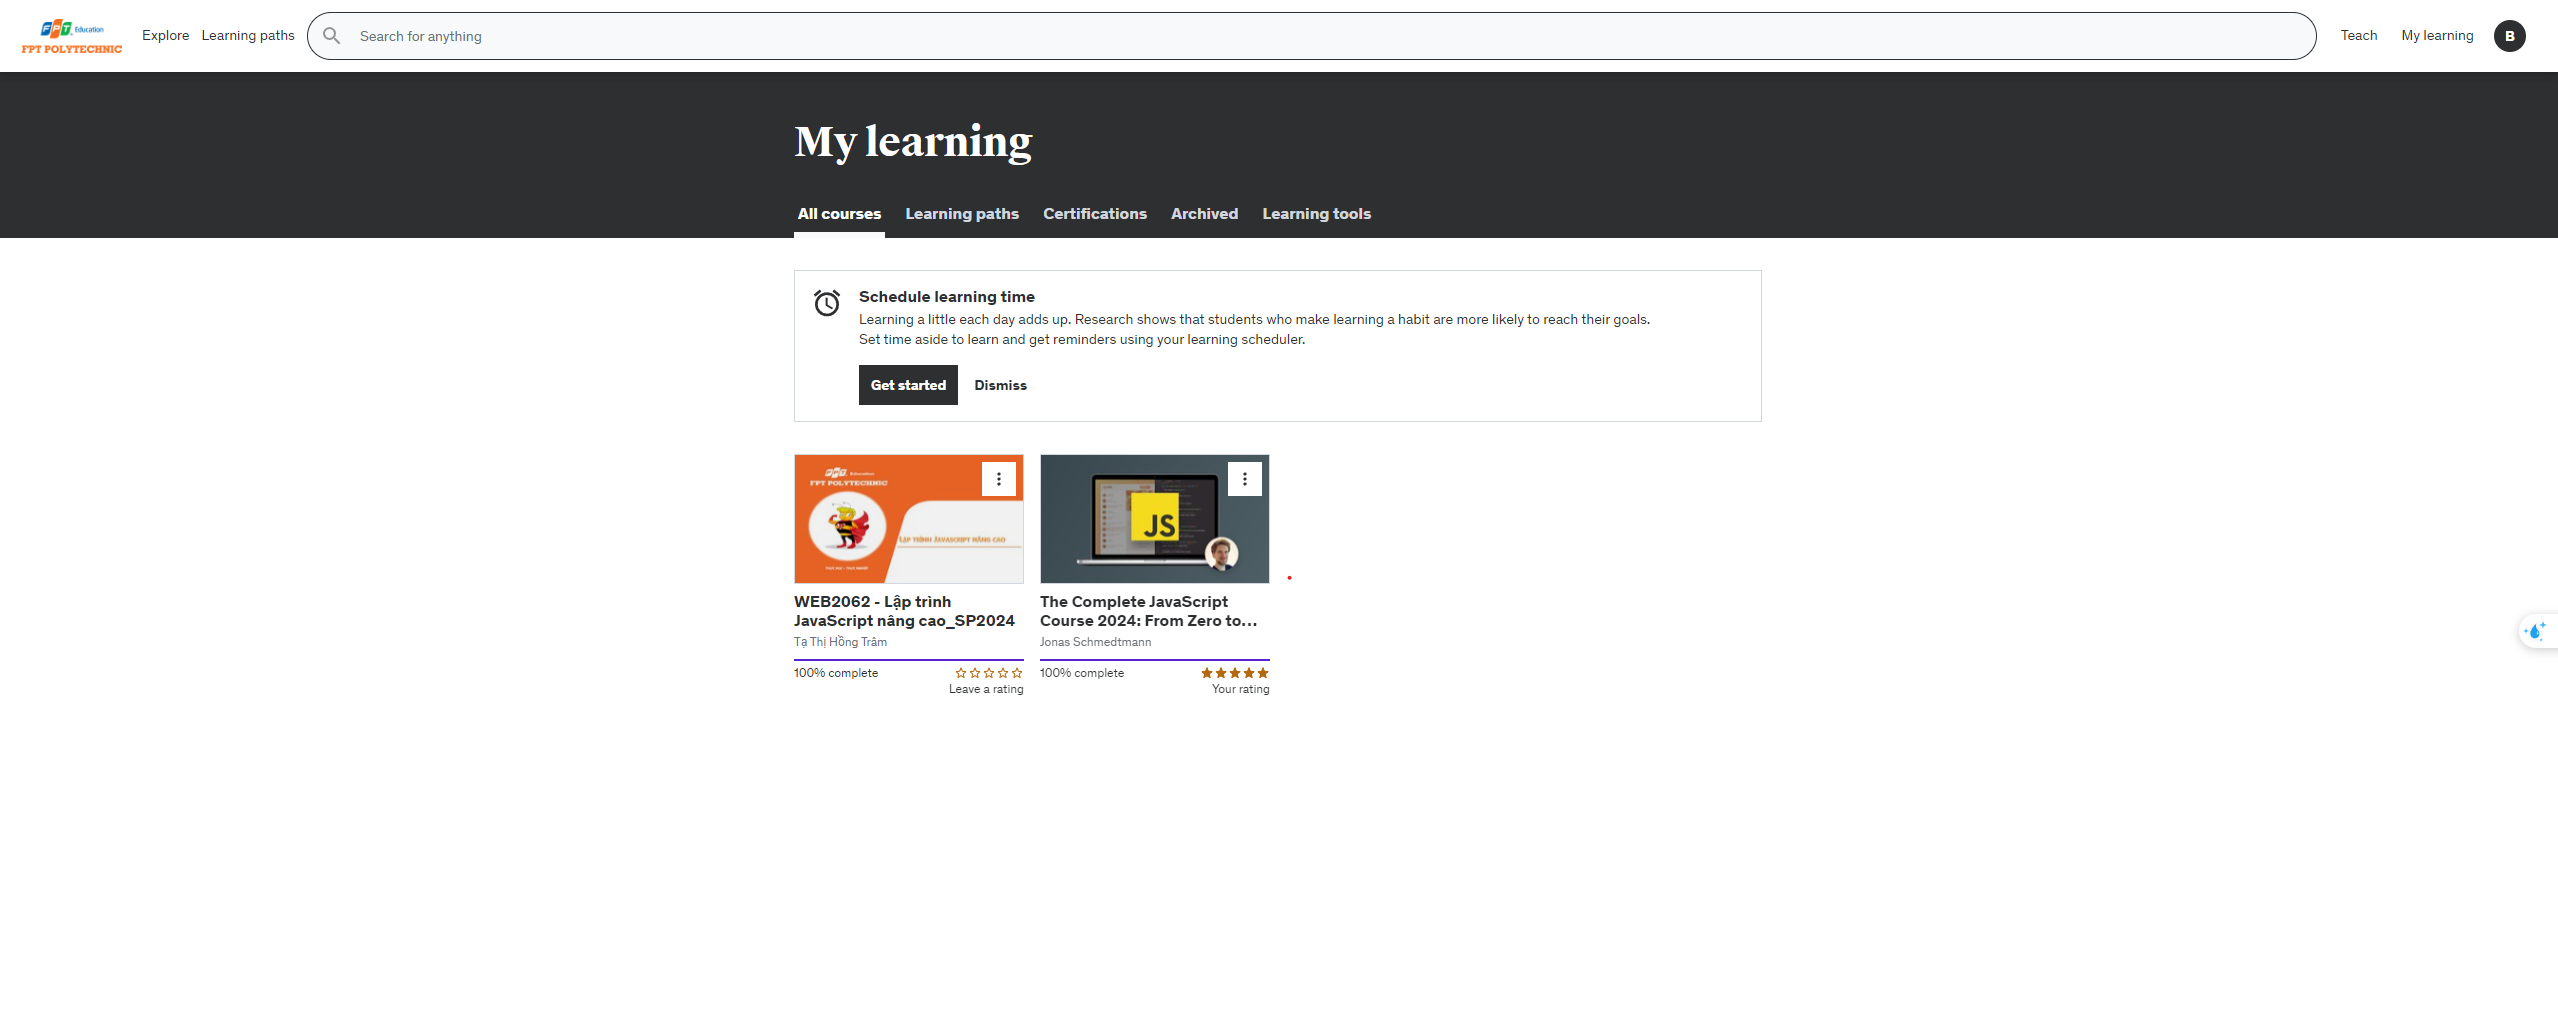 FPT Education
FPT POLYTECHNIC
Explore
Learning paths
Search for anything
Teach
My learning
B
My learning
All courses
Learning paths
Certifications
Archived
Learning tools
Schedule learning time
Learning a little each day adds up. Research shows that students who make learning a habit are more likely to reach their goals.
Set time aside to learn and get reminders using your learning scheduler.
Get started
Dismiss
FPT Education
FPT POLYTECHNIC
LẬP TRÌNH JAVASCRIPT NÂNG CAO
WEB2062 - Lập trình
JavaScript nâng cao_SP2024
Tạ Thị Hồng Trâm
100% complete
Leave a rating
JS
The Complete JavaScript
Course 2024: From Zero to...
Jonas Schmedtmann
100% complete
Your rating